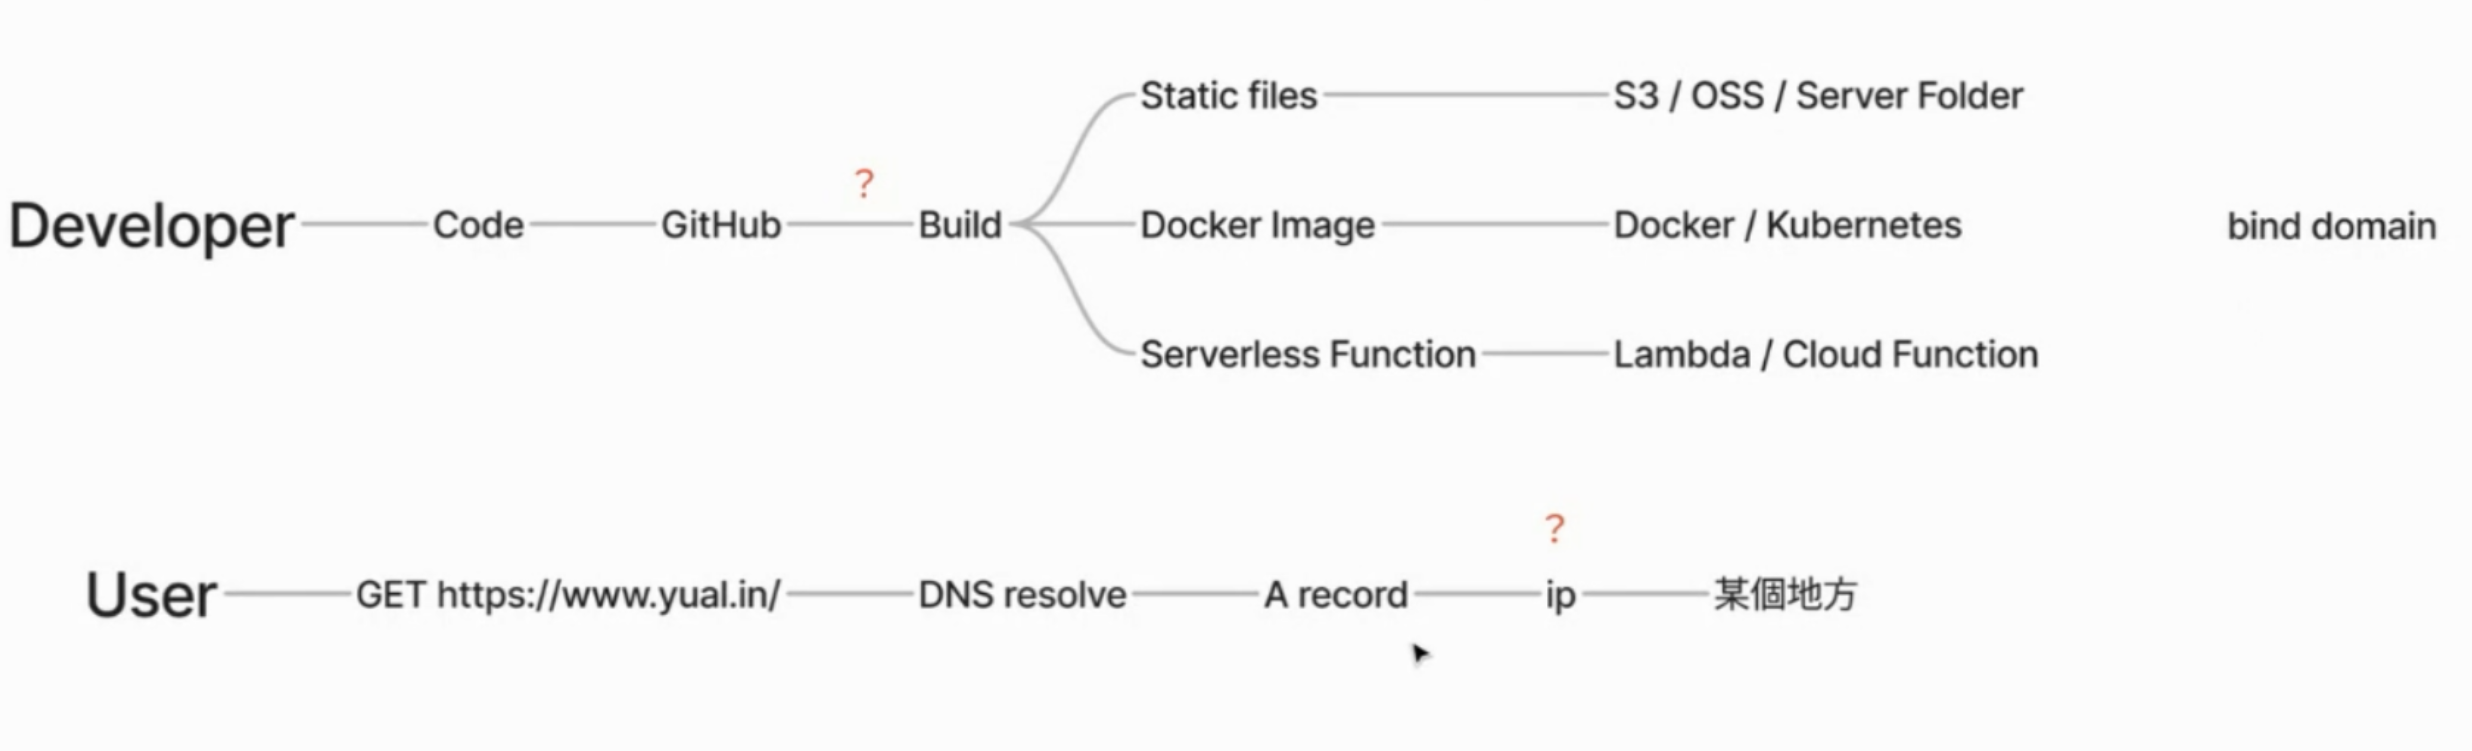 Static files S3 / OSS / Server Folder
?
Developer Code GitHub Build Docker Image Docker / Kubernetes bind domain
Serverless Function Lambda / Cloud Function
?
User GET https://www.yual.in/ DNS resolve A record ip 某個地方